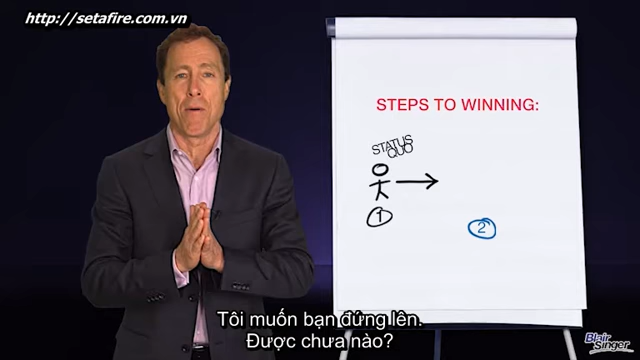 http://setafire.com.vn
STEPS TO WINNING:
STATUS
QUO
1
2
Tôi muốn bạn đứng lên.
Được chưa nào?
Blair
Singer